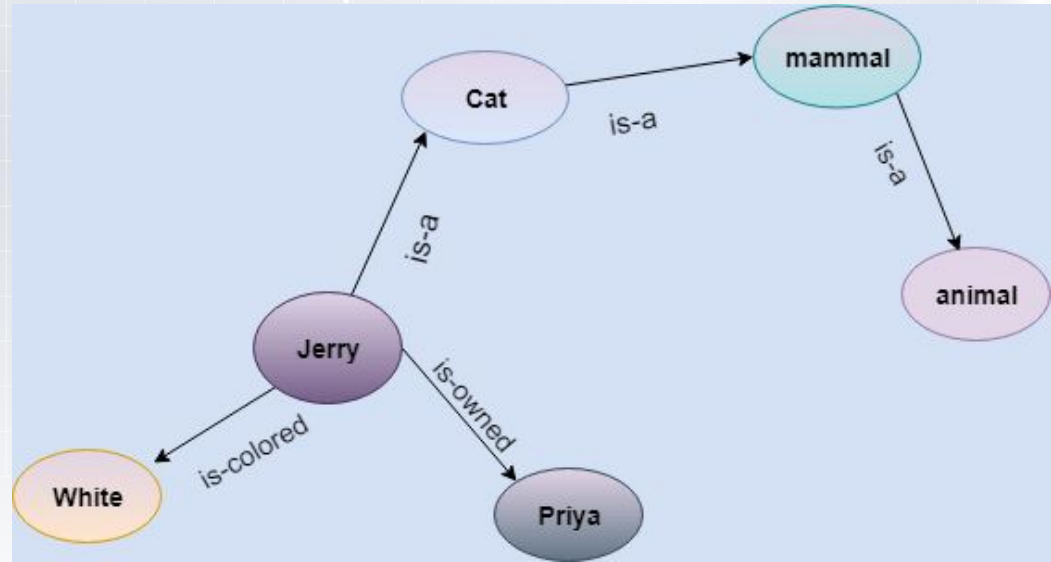 mammal
Cat
is-a
is-a
is-a
animal
Jerry
is-owned
is-colored
White
Priya